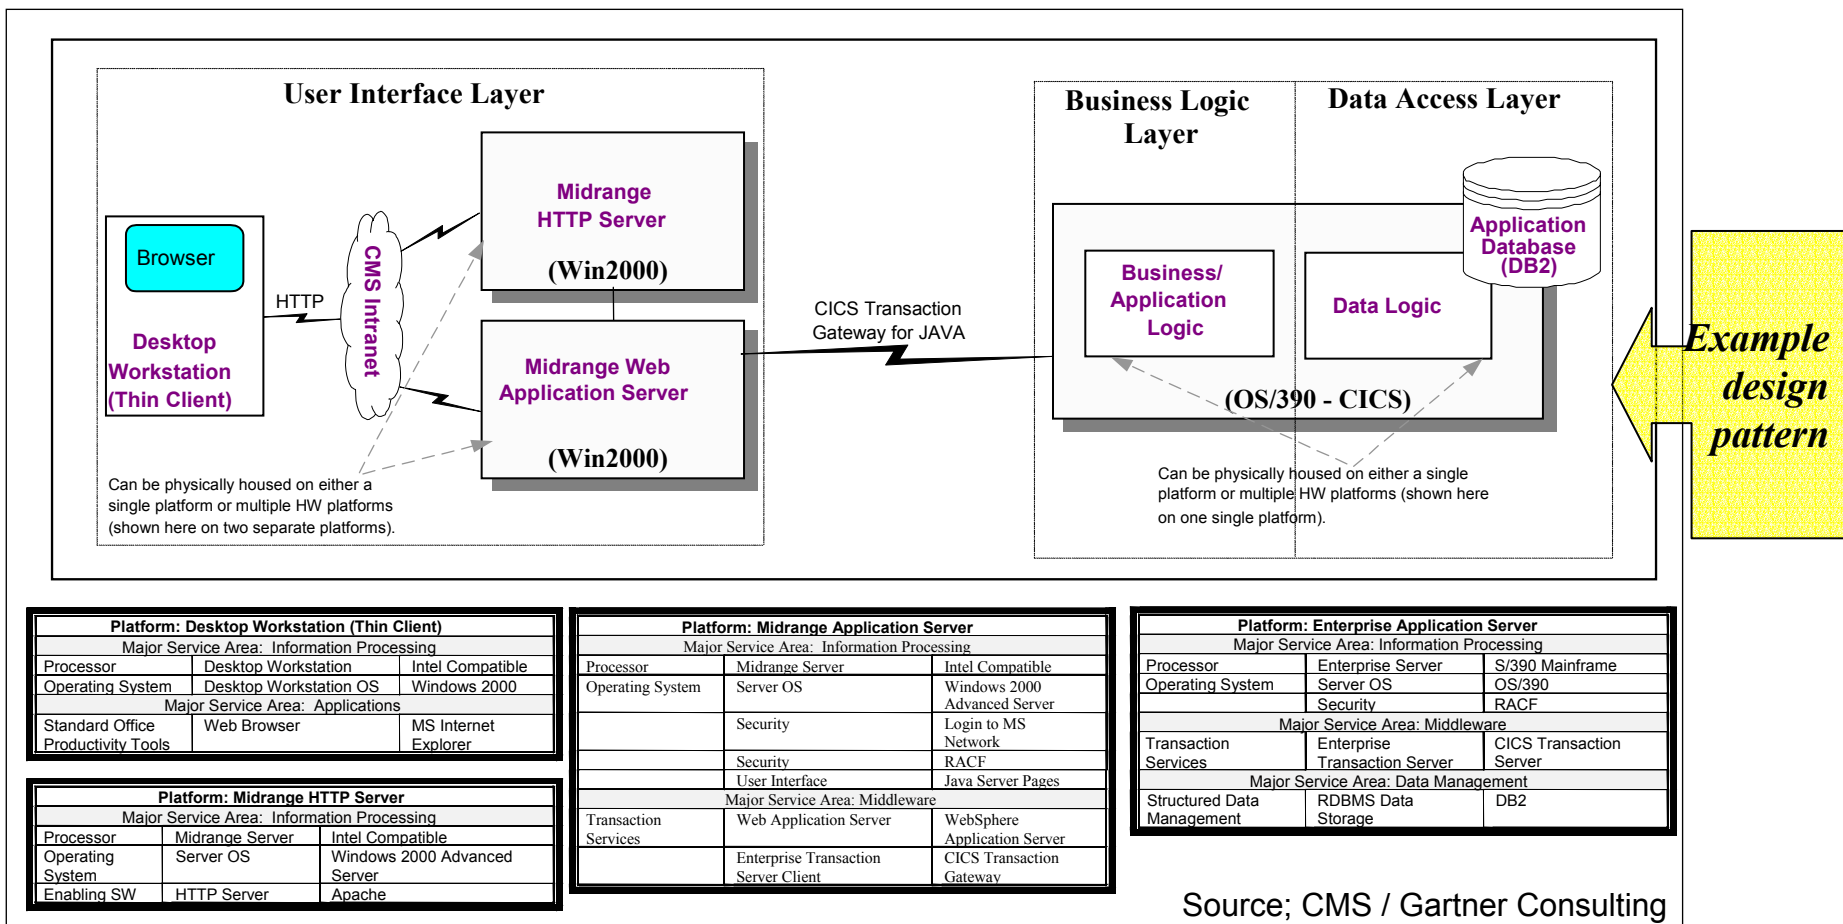 User Interface Layer
Business Logic
Layer
Data Access Layer
Midrange
HTTP Server
(Win2000)
Browser
Desktop
Workstation
(Thin Client)
HTTP
CMS Intranet
Midrange Web
Application Server
(Win2000)
CICS Transaction
Gateway for JAVA
Business/
Application
Logic
Data Logic
Application
Database
(DB2)
(OS/390 - CICS)
Can be physically housed on either a
single platform or multiple HW platforms
(shown here on two separate platforms).
Can be physically housed on either a single
platform or multiple HW platforms (shown here
on one single platform).
Example
design
pattern
Platform: Desktop Workstation (Thin Client)
Major Service Area: Information Processing
Processor Desktop Workstation Intel Compatible
Operating System Desktop Workstation OS Windows 2000
Major Service Area: Applications
Standard Office Web Browser MS Internet
Productivity Tools Explorer
Platform: Midrange HTTP Server
Major Service Area: Information Processing
Processor Midrange Server Intel Compatible
Operating Server OS Windows 2000 Advanced
System Server
Enabling SW HTTP Server Apache
Platform: Midrange Application Server
Major Service Area: Information Processing
Processor Midrange Server Intel Compatible
Operating System Server OS Windows 2000
Advanced Server
Security Login to MS
Network
Security RACF
User Interface Java Server Pages
Major Service Area: Middleware
Transaction Web Application Server WebSphere
Services Application Server
Enterprise Transaction CICS Transaction
Server Client Gateway
Platform: Enterprise Application Server
Major Service Area: Information Processing
Processor Enterprise Server S/390 Mainframe
Operating System Server OS OS/390
Security RACF
Major Service Area: Middleware
Transaction Enterprise CICS Transaction
Services Transaction Server Server
Major Service Area: Data Management
Structured Data RDBMS Data DB2
Management Storage
Source; CMS / Gartner Consulting